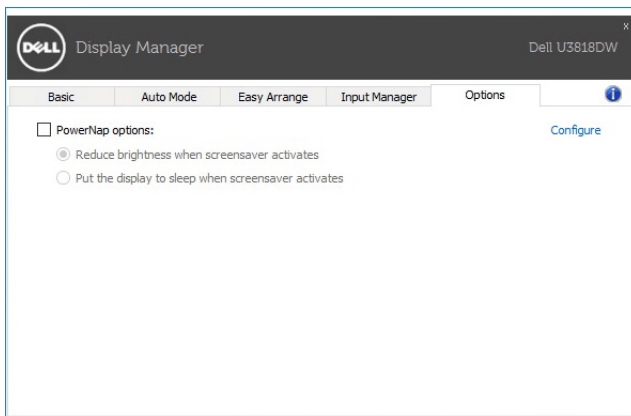 x
DELL Display Manager Dell U3818DW
Basic Auto Mode Easy Arrange Input Manager Options i
PowerNap options: Configure
Reduce brightness when screensaver activates
Put the display to sleep when screensaver activates